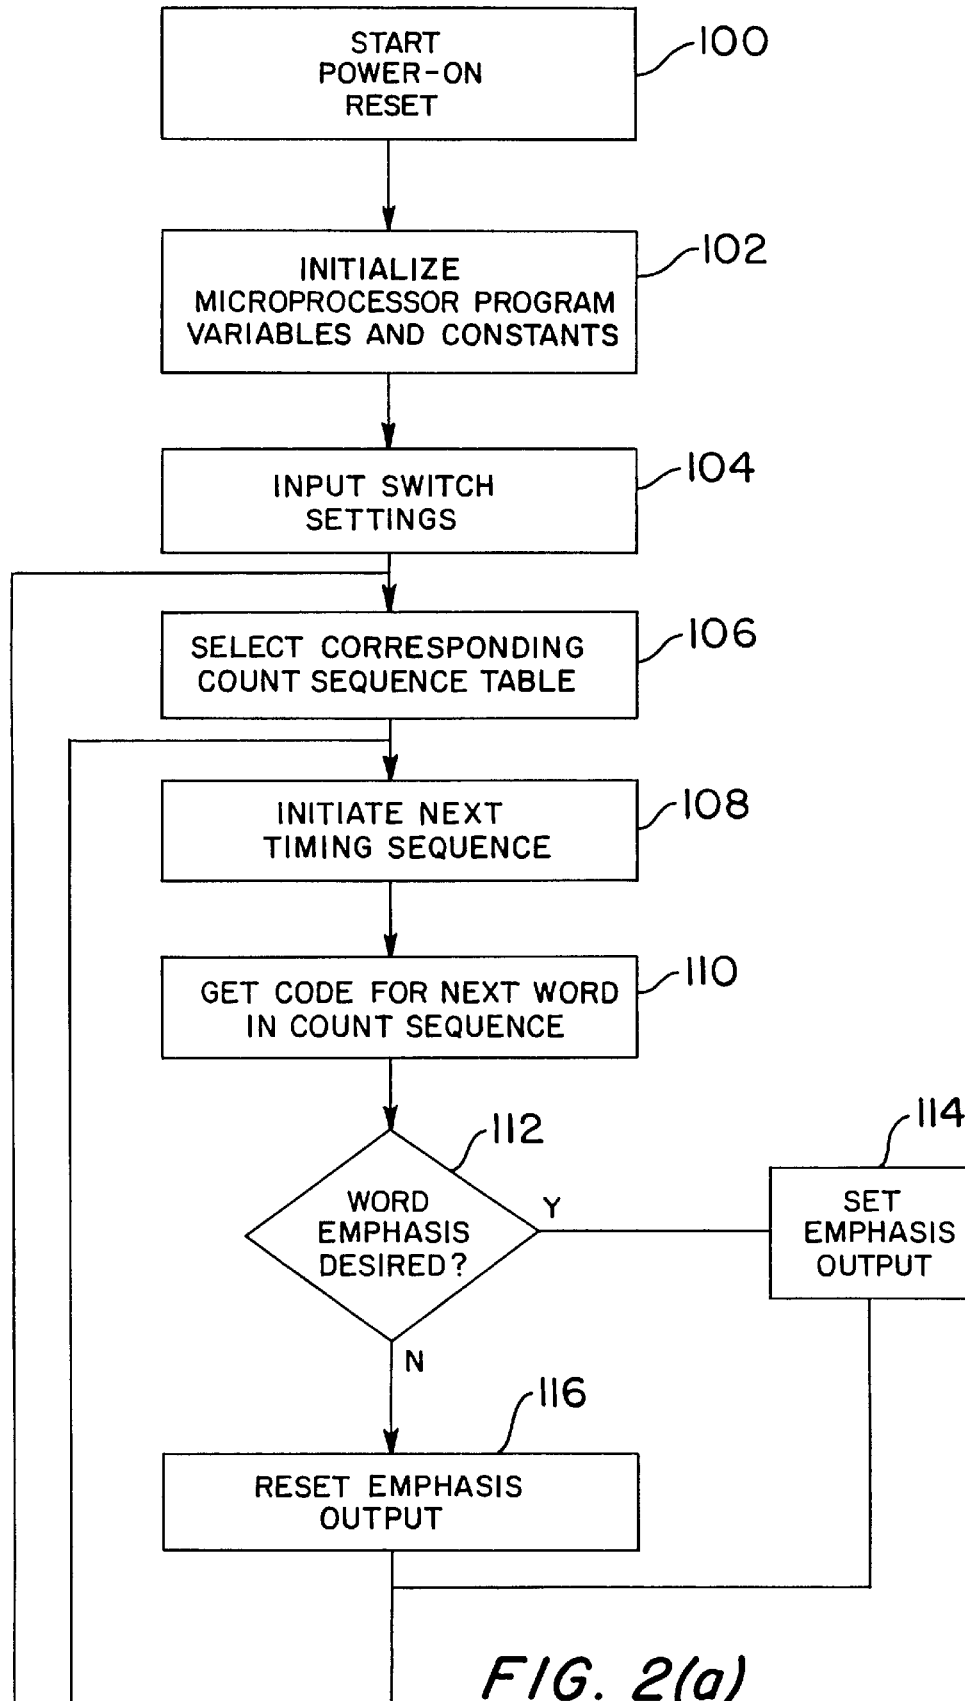 START
POWER-ON
RESET
100
INITIALIZE
MICROPROCESSOR PROGRAM
VARIABLES AND CONSTANTS
102
INPUT SWITCH
SETTINGS
104
SELECT CORRESPONDING
COUNT SEQUENCE TABLE
106
INITIATE NEXT
TIMING SEQUENCE
108
GET CODE FOR NEXT WORD
IN COUNT SEQUENCE
110
WORD
EMPHASIS
DESIRED?
112
Y
SET
EMPHASIS
OUTPUT
114
N
RESET EMPHASIS
OUTPUT
116
FIG. 2(a)